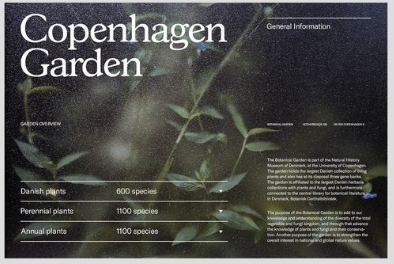 Copenhagen
Garden
General Information
GARDEN OVERVIEW
BOTANICAL GARDEN
Danish plants 600 species
Perennial plants 1100 species
Annual plants 1100 species
The Botanical Garden is part of the Natural History
Museum of Denmark, at the University of Copenhagen.
The garden holds the largest Danish collection of living
plants and also has at its disposal three gene banks.
The garden is affiliated to the largest Danish herbaria
collections with plants and fungi, and is furthermore
connected to the central library for botanical literature
in Denmark, Botanisk Centralbibliotek.
The purpose of the Botanical Garden is to add to our
knowledge and understanding of the diversity of the total
vegetable and fungal kingdom, and through that advance
the knowledge of plants and fungi and their conserva-
tion. Another purpose of the garden is to strengthen the
overall interest in national and global nature values.